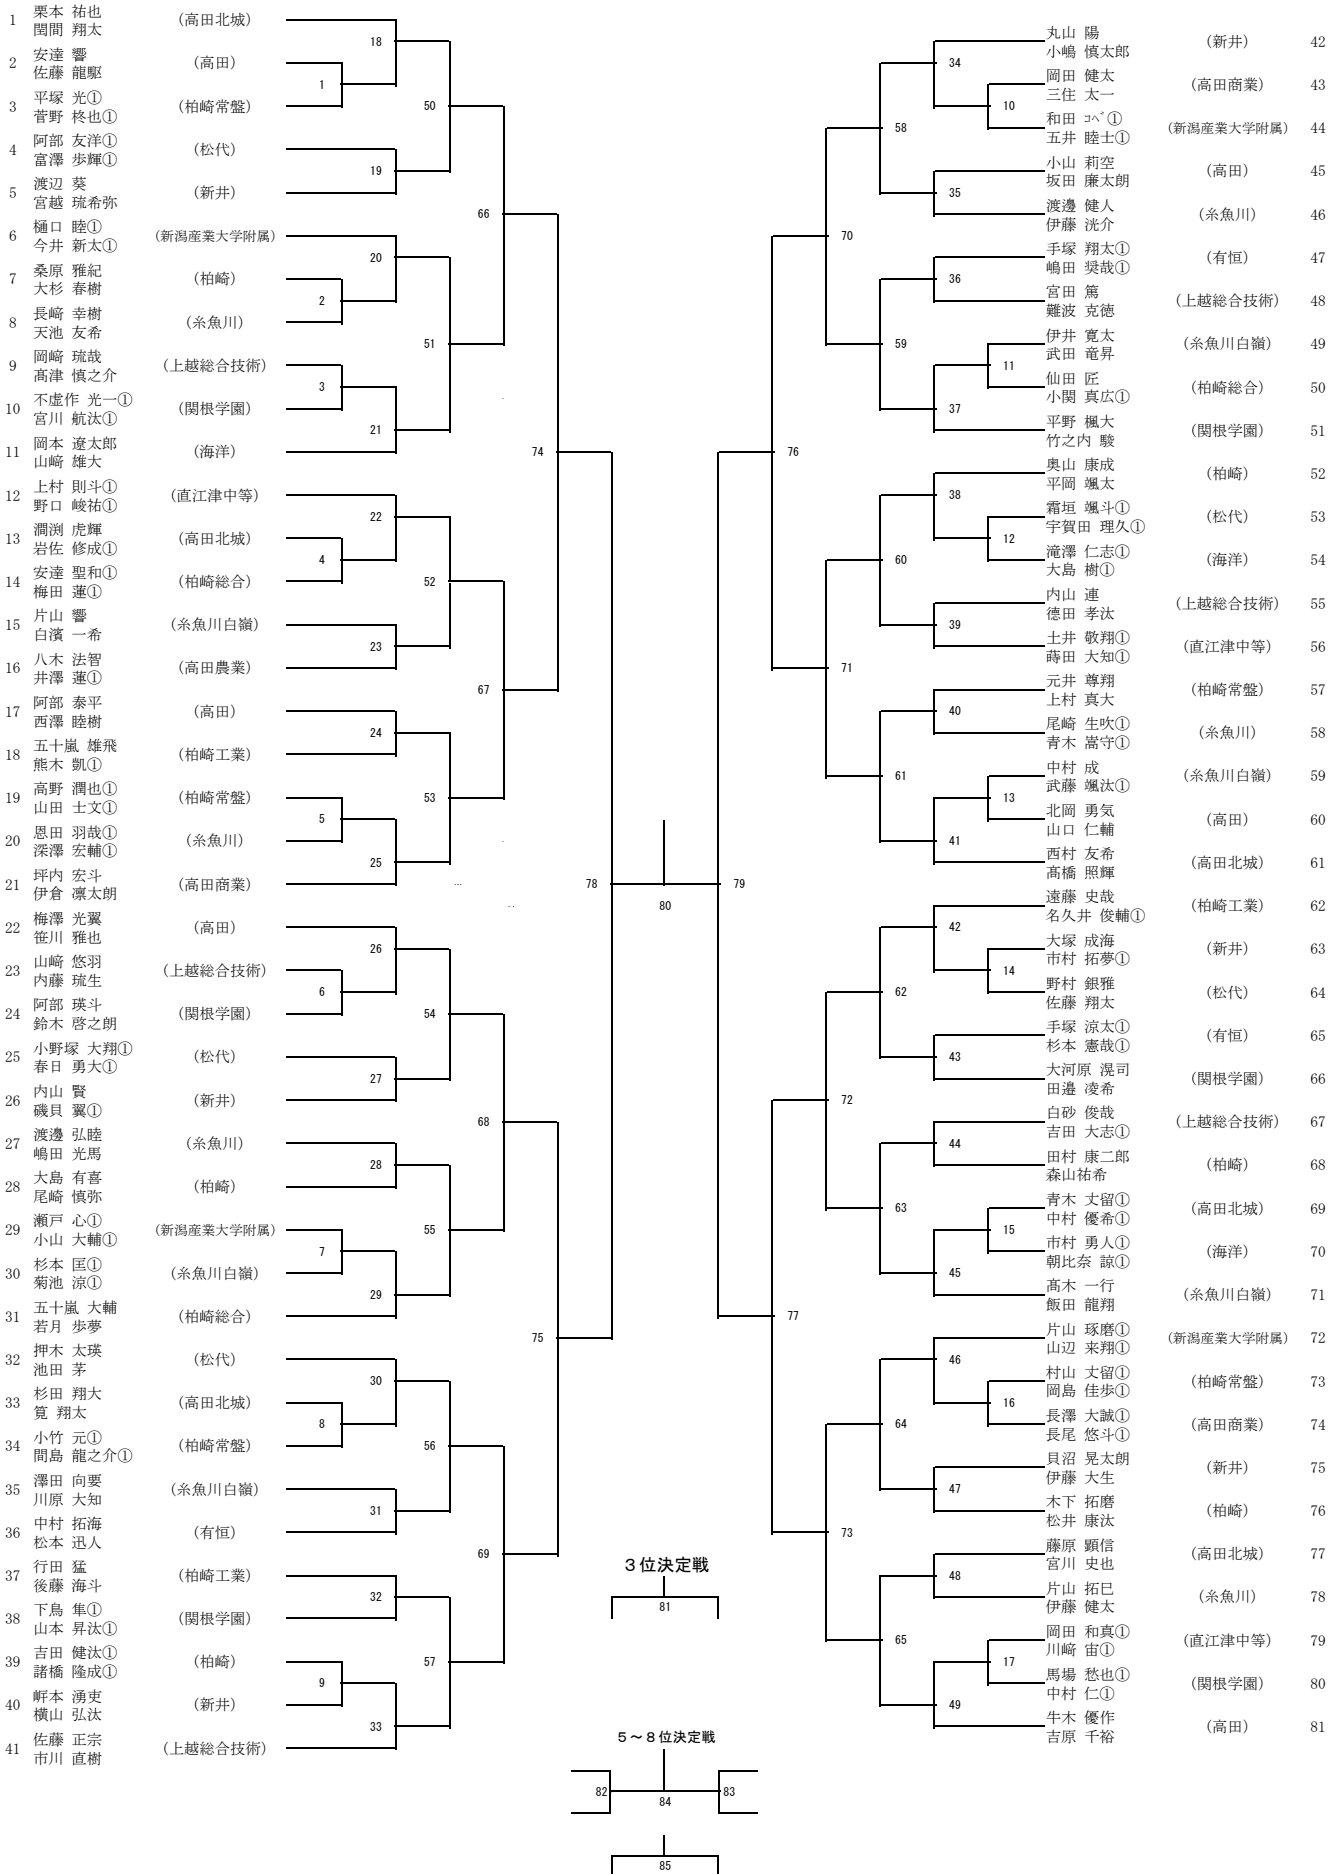 1 栗本 祐也 (高田北城)
閏間 翔太
2 安達 響 (高田)
佐藤 龍駆
3 平塚 光① (柏崎常盤)
菅野 柊也①
4 阿部 友洋① (松代)
富澤 歩輝①
5 渡辺 葵 (新井)
宮越 琉希弥
6 樋口 睦① (新潟産業大学附属)
今井 新太①
7 桑原 雅紀 (柏崎)
大杉 春樹
8 長﨑 幸樹 (糸魚川)
天池 友希
9 岡﨑 琉哉 (上越総合技術)
髙津 慎之介
10 不虚作 光一① (関根学園)
宮川 航汰①
11 岡本 遼太郎 (海洋)
山﨑 雄大
12 上村 則斗① (直江津中等)
野口 峻祐①
13 澗渕 虎輝 (高田北城)
岩佐 修成①
14 安達 聖和① (柏崎総合)
梅田 蓮①
15 片山 響 (糸魚川白嶺)
白濱 一希
16 八木 法智 (高田農業)
井澤 蓮①
17 阿部 泰平 (高田)
西澤 睦樹
18 五十嵐 雄飛 (柏崎工業)
熊木 凱①
19 高野 潤也① (柏崎常盤)
山田 士文①
20 恩田 羽哉① (糸魚川)
深澤 宏輔①
21 坪内 宏斗 (高田商業)
伊倉 凛太朗
22 梅澤 光翼 (高田)
笹川 雅也
23 山﨑 悠羽 (上越総合技術)
内藤 琉生
24 阿部 瑛斗 (関根学園)
鈴木 啓之朗
25 小野塚 大翔① (松代)
春日 勇大①
26 内山 賢 (新井)
磯貝 翼①
27 渡邊 弘睦 (糸魚川)
嶋田 光馬
28 大島 有喜 (柏崎)
尾崎 慎弥
29 瀬戸 心① (新潟産業大学附属)
小山 大輔①
30 杉本 匡① (糸魚川白嶺)
菊池 涼①
31 五十嵐 大輔 (柏崎総合)
若月 歩夢
32 押木 太瑛 (松代)
池田 茅
33 杉田 翔大 (高田北城)
筧 翔太
34 小竹 元① (柏崎常盤)
間島 龍之介①
35 澤田 向要 (糸魚川白嶺)
川原 大知
36 中村 拓海 (有恒)
松本 迅人
37 行田 猛 (柏崎工業)
後藤 海斗
38 下鳥 隼① (関根学園)
山本 昇汰①
39 吉田 健汰① (柏崎)
諸橋 隆成①
40 㟁本 湧吏 (新井)
横山 弘汰
41 佐藤 正宗 (上越総合技術)
市川 直樹
18
1
50
19
66
20
2
51
3
21
74
22
4
52
23
67
24
53
5
25
78
26
6
54
27
68
28
55
7
29
75
30
8
56
31
69
32
57
9
33
80
3位決定戦
81
5~8位決定戦
82 84 83
85
34
10
58
35
70
36
59
11
37
76
38
12
60
39
71
40
61
13
41
79
42
14
62
43
72
44
63
15
45
77
46
16
64
47
73
48
65
17
49
丸山 陽 (新井) 42
小嶋 慎太郎
岡田 健太 (高田商業) 43
三住 太一
和田 ｺﾍﾞ① (新潟産業大学附属) 44
五井 睦士①
小山 莉空 (高田) 45
坂田 廉太朗
渡邊 健人 (糸魚川) 46
伊藤 洸介
手塚 翔太① (有恒) 47
嶋田 奨哉①
宮田 篤 (上越総合技術) 48
難波 克徳
伊井 寛太 (糸魚川白嶺) 49
武田 竜昇
仙田 匠 (柏崎総合) 50
小関 真広①
平野 楓大 (関根学園) 51
竹之内 駿
奥山 康成 (柏崎) 52
平岡 颯太
霜垣 颯斗① (松代) 53
宇賀田 理久①
滝澤 仁志① (海洋) 54
大島 樹①
内山 連 (上越総合技術) 55
德田 孝汰
土井 敬翔① (直江津中等) 56
蒔田 大知①
元井 尊翔 (柏崎常盤) 57
上村 真大
尾崎 生吹① (糸魚川) 58
青木 嵩守①
中村 成 (糸魚川白嶺) 59
武藤 颯汰①
北岡 勇気 (高田) 60
山口 仁輔
西村 友希 (高田北城) 61
髙橋 照輝
遠藤 史哉 (柏崎工業) 62
名久井 俊輔①
大塚 成海 (新井) 63
市村 拓夢①
野村 銀雅 (松代) 64
佐藤 翔太
手塚 涼太① (有恒) 65
杉本 憲哉①
大河原 滉司 (関根学園) 66
田邉 凌希
白砂 俊哉 (上越総合技術) 67
吉田 大志①
田村 康二郎 (柏崎) 68
森山祐希
青木 丈留① (高田北城) 69
中村 優希①
市村 勇人① (海洋) 70
朝比奈 諒①
髙木 一行 (糸魚川白嶺) 71
飯田 龍翔
片山 琢磨① (新潟産業大学附属) 72
山辺 来翔①
村山 丈留① (柏崎常盤) 73
岡島 佳歩①
長澤 大誠① (高田商業) 74
長尾 悠斗①
貝沼 晃太朗 (新井) 75
伊藤 大生
木下 拓磨 (柏崎) 76
松井 康汰
藤原 顕信 (高田北城) 77
宮川 史也
片山 拓巳 (糸魚川) 78
伊藤 健太
岡田 和真① (直江津中等) 79
川﨑 宙①
馬場 愁也① (関根学園) 80
中村 仁①
牛木 優作 (高田) 81
吉原 千裕